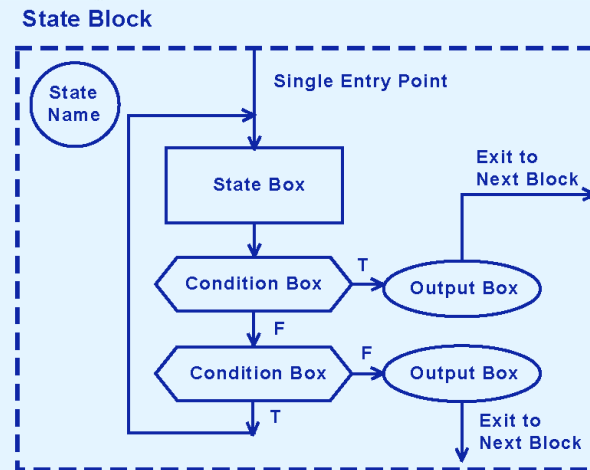 State Block
State
Name
Single Entry Point
State Box
Exit to
Next Block
Condition Box
T
Output Box
F
Condition Box
F
Output Box
T
Exit to
Next Block